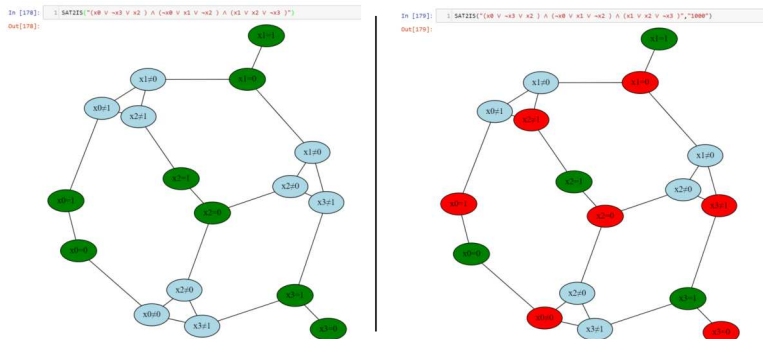 In [178]: 1 SAT2IS("(x0 ∨ ¬x3 ∨ x2 ) ∧ (¬x0 ∨ x1 ∨ ¬x2 ) ∧ (x1 ∨ x2 ∨ ¬x3 )")
Out[178]:
x1=1
x1≠0
x1=0
x0≠1
x2≠1
x1≠0
x2=1
x2≠0
x0=1
x3≠1
x2=0
x0=0
x2≠0
x3=1
x0≠0
x3≠1
x3=0
In [179]: 1 SAT2IS("(x0 ∨ ¬x3 ∨ x2 ) ∧ (¬x0 ∨ x1 ∨ ¬x2 ) ∧ (x1 ∨ x2 ∨ ¬x3 )","1000")
Out[179]:
x1=1
x1≠0
x1=0
x0≠1
x2≠1
x1≠0
x2=1
x2≠0
x0=1
x3≠1
x2=0
x0=0
x2≠0
x3=1
x0≠0
x3≠1
x3=0